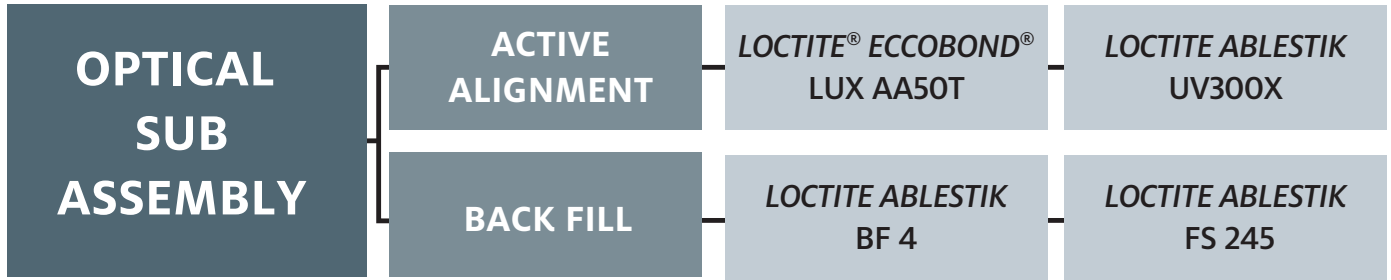 OPTICAL
SUB
ASSEMBLY
ACTIVE
ALIGNMENT
LOCTITE® ECCOBOND®
LUX AA50T
LOCTITE ABLESTIK
UV300X
BACK FILL
LOCTITE ABLESTIK
BF 4
LOCTITE ABLESTIK
FS 245